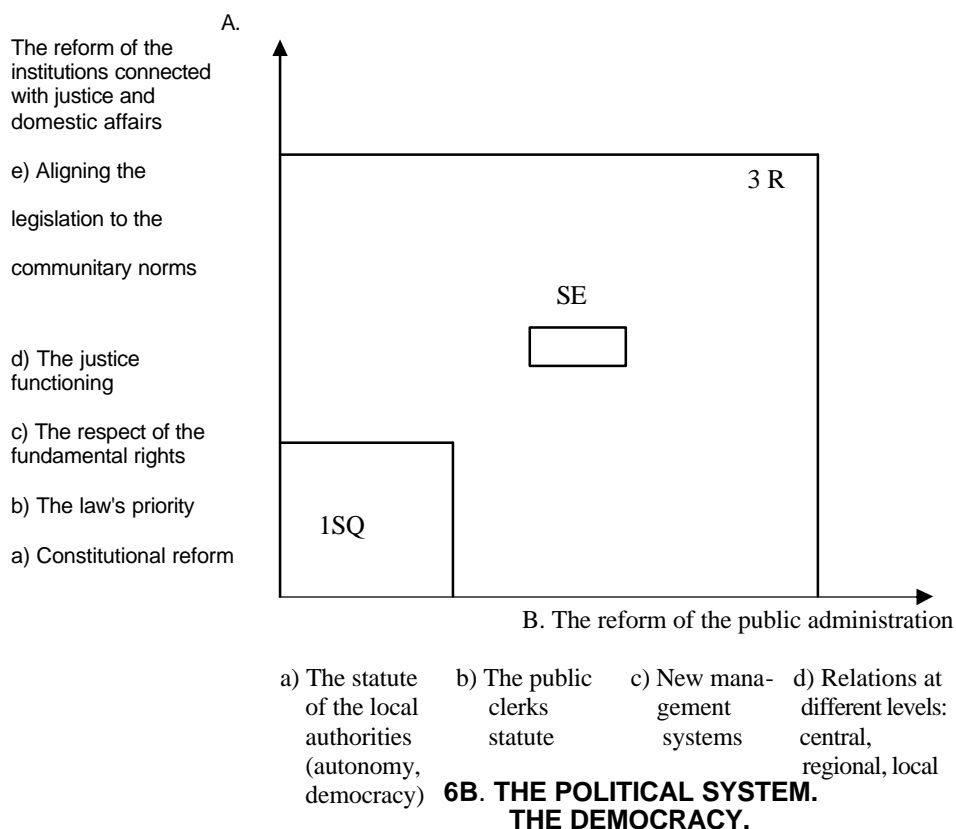 A.
The reform of the
institutions connected
with justice and
domestic affairs
e) Aligning the
legislation to the
communitary norms
d) The justice
functioning
c) The respect of the
fundamental rights
b) The law's priority
a) Constitutional reform
3 R
SE
1SQ
B. The reform of the public administration
a) The statute
of the local
authorities
(autonomy,
democracy)
b) The public
clerks
statute
c) New mana-
gement
systems
d) Relations at
different levels:
central,
regional, local
6B. THE POLITICAL SYSTEM.
THE DEMOCRACY.